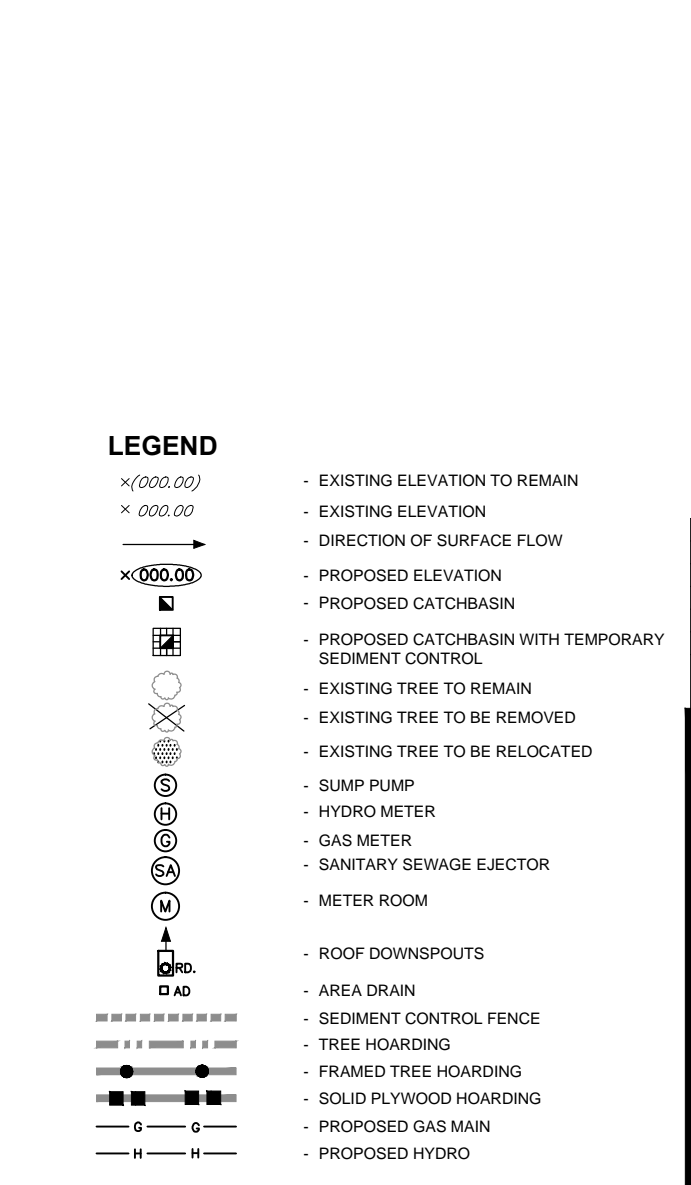 LEGEND
×(000.00) - EXISTING ELEVATION TO REMAIN
× 000.00 - EXISTING ELEVATION
- DIRECTION OF SURFACE FLOW
×000.00 - PROPOSED ELEVATION
- PROPOSED CATCHBASIN
- PROPOSED CATCHBASIN WITH TEMPORARY
SEDIMENT CONTROL
- EXISTING TREE TO REMAIN
- EXISTING TREE TO BE REMOVED
- EXISTING TREE TO BE RELOCATED
S - SUMP PUMP
H - HYDRO METER
G - GAS METER
SA - SANITARY SEWAGE EJECTOR
M - METER ROOM
RD. - ROOF DOWNSPOUTS
AD - AREA DRAIN
- SEDIMENT CONTROL FENCE
- TREE HOARDING
- FRAMED TREE HOARDING
- SOLID PLYWOOD HOARDING
G G - PROPOSED GAS MAIN
H H - PROPOSED HYDRO